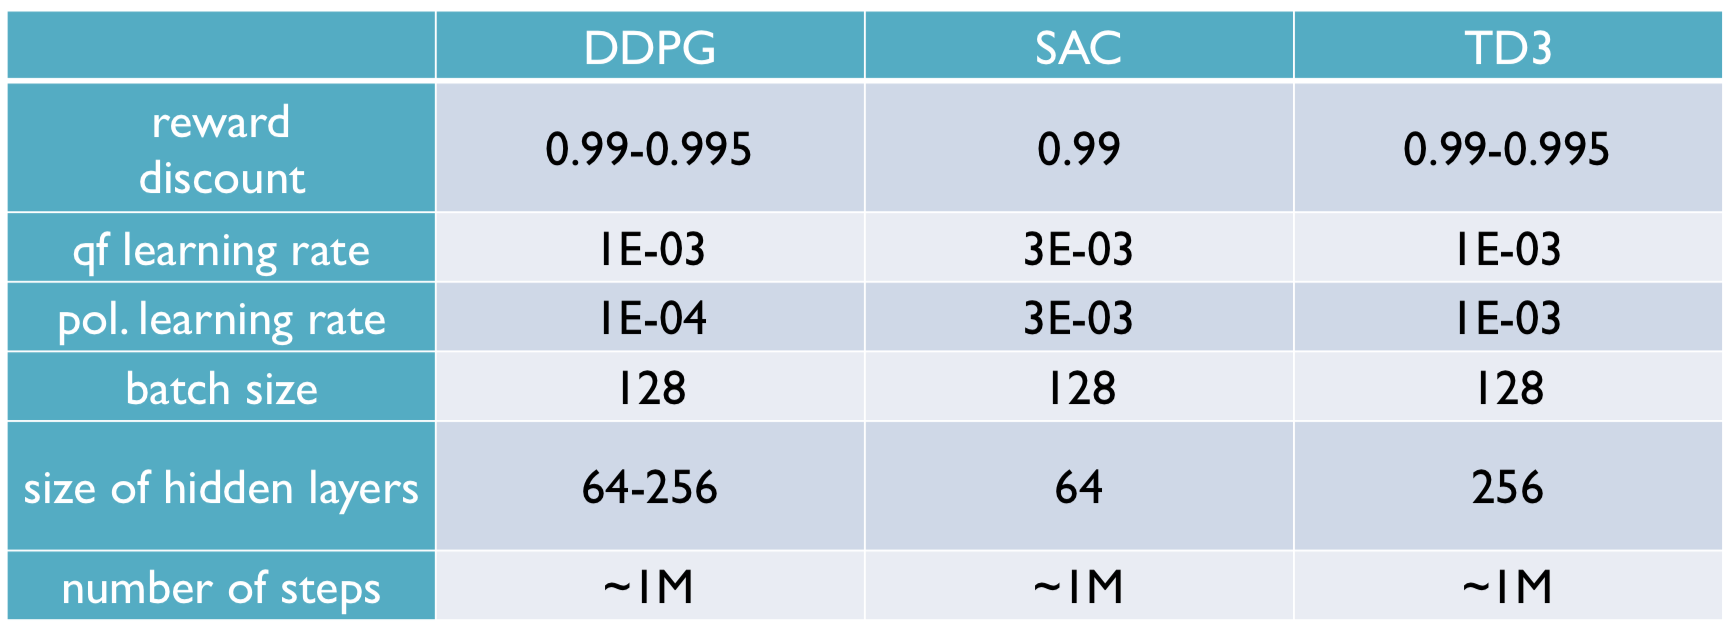 DDPG SAC TD3
reward
discount 0.99-0.995 0.99 0.99-0.995
qf learning rate 1E-03 3E-03 1E-03
pol. learning rate 1E-04 3E-03 1E-03
batch size 128 128 128
size of hidden layers 64-256 64 256
number of steps ~1M ~1M ~1M